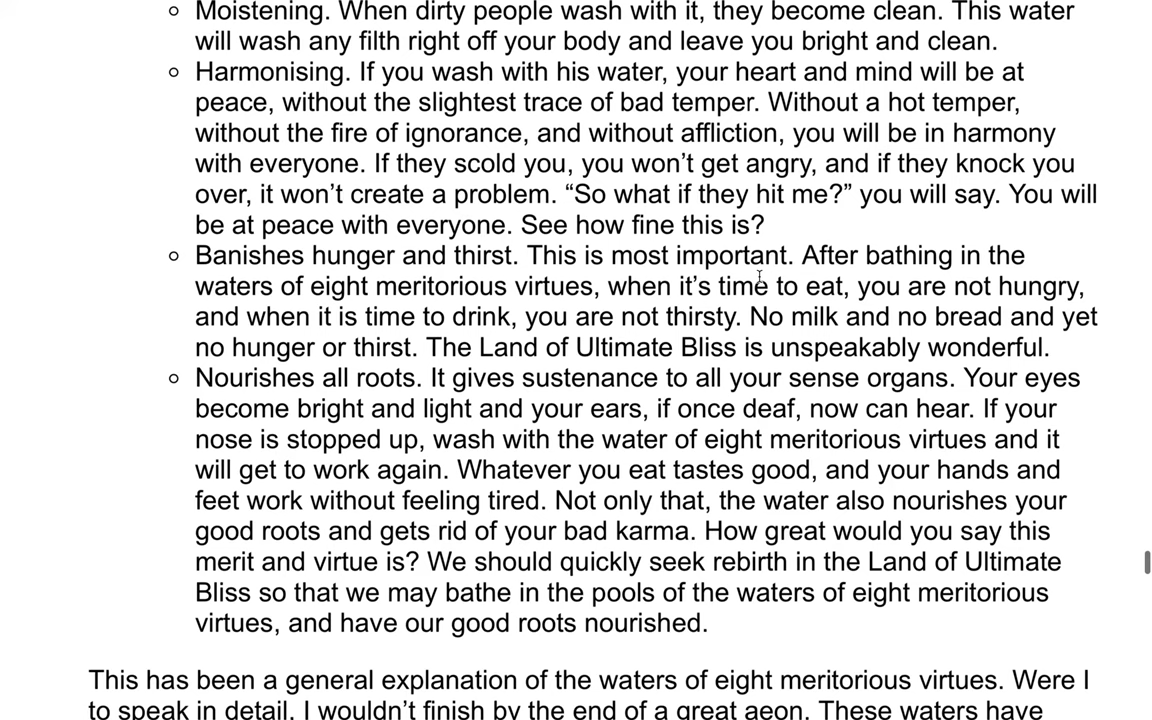 ◦ Moistening. When dirty people wash with it, they become clean. This water
will wash any filth right off your body and leave you bright and clean.
◦ Harmonising. If you wash with his water, your heart and mind will be at
peace, without the slightest trace of bad temper. Without a hot temper,
without the fire of ignorance, and without affliction, you will be in harmony
with everyone. If they scold you, you won’t get angry, and if they knock you
over, it won’t create a problem. “So what if they hit me?” you will say. You will
be at peace with everyone. See how fine this is?
◦ Banishes hunger and thirst. This is most important. After bathing in the
waters of eight meritorious virtues, when it’s time to eat, you are not hungry,
and when it is time to drink, you are not thirsty. No milk and no bread and yet
no hunger or thirst. The Land of Ultimate Bliss is unspeakably wonderful.
◦ Nourishes all roots. It gives sustenance to all your sense organs. Your eyes
become bright and light and your ears, if once deaf, now can hear. If your
nose is stopped up, wash with the water of eight meritorious virtues and it
will get to work again. Whatever you eat tastes good, and your hands and
feet work without feeling tired. Not only that, the water also nourishes your
good roots and gets rid of your bad karma. How great would you say this
merit and virtue is? We should quickly seek rebirth in the Land of Ultimate
Bliss so that we may bathe in the pools of the waters of eight meritorious
virtues, and have our good roots nourished.
This has been a general explanation of the waters of eight meritorious virtues. Were I
to speak in detail, I wouldn’t finish by the end of a great aeon. These waters have